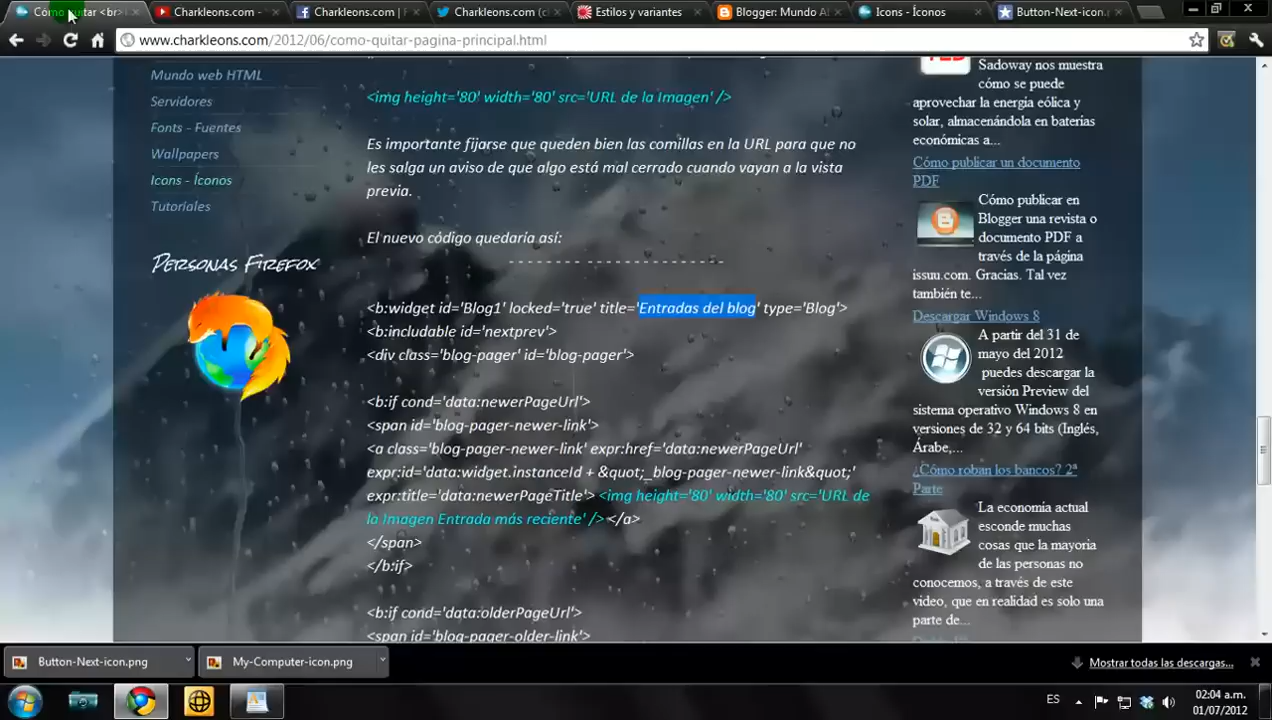 Cómo quitar <br>
Charkleons.com -
Charkleons.com | F
Charkleons.com (c
Estilos y variantes
Blogger: Mundo Al
Icons - Íconos
Button-Next-icon.p
www.charkleons.com/2012/06/como-quitar-pagina-principal.html
Mundo web HTML
Servidores
Fonts - Fuentes
Wallpapers
Icons - Íconos
Tutoriales
Personas Firefox
<img height='80' width='80' src='URL de la Imagen' />
Es importante fijarse que queden bien las comillas en la URL para que no
les salga un aviso de que algo está mal cerrado cuando vayan a la vista
previa.
El nuevo código quedaría así:
- - - - - - - - - - - - - - - - - - - - - -
<b:widget id='Blog1' locked='true' title='Entradas del blog' type='Blog'>
<b:includable id='nextprev'>
<div class='blog-pager' id='blog-pager'>
<b:if cond='data:newerPageUrl'>
<span id='blog-pager-newer-link'>
<a class='blog-pager-newer-link' expr:href='data:newerPageUrl'
expr:id='data:widget.instanceId + &quot;_blog-pager-newer-link&quot;'
expr:title='data:newerPageTitle'> <img height='80' width='80' src='URL de
la Imagen Entrada más reciente' /> </a>
</span>
</b:if>
<b:if cond='data:olderPageUrl'>
<span id='blog-pager-older-link'>
Sadoway nos muestra
cómo se puede
aprovechar la energía eólica y
solar, almacenándola en baterías
económicas a...
Cómo publicar un documento
PDF
Cómo publicar en
Blogger una revista o
documento PDF a
través de la página
issuu.com. Gracias. Tal vez
también te...
Descargar Windows 8
A partir del 31 de
mayo del 2012
puedes descargar la
versión Preview del
sistema operativo Windows 8 en
versiones de 32 y 64 bits (Inglés,
Árabe,...
¿Cómo roban los bancos? 2ª
Parte
La economía actual
esconde muchas
cosas que la mayoría
de las personas no
conocemos, a través de este
video, que en realidad es solo una
parte de...
Button-Next-icon.png
My-Computer-icon.png
Mostrar todas las descargas...
ES
02:04 a.m.
01/07/2012